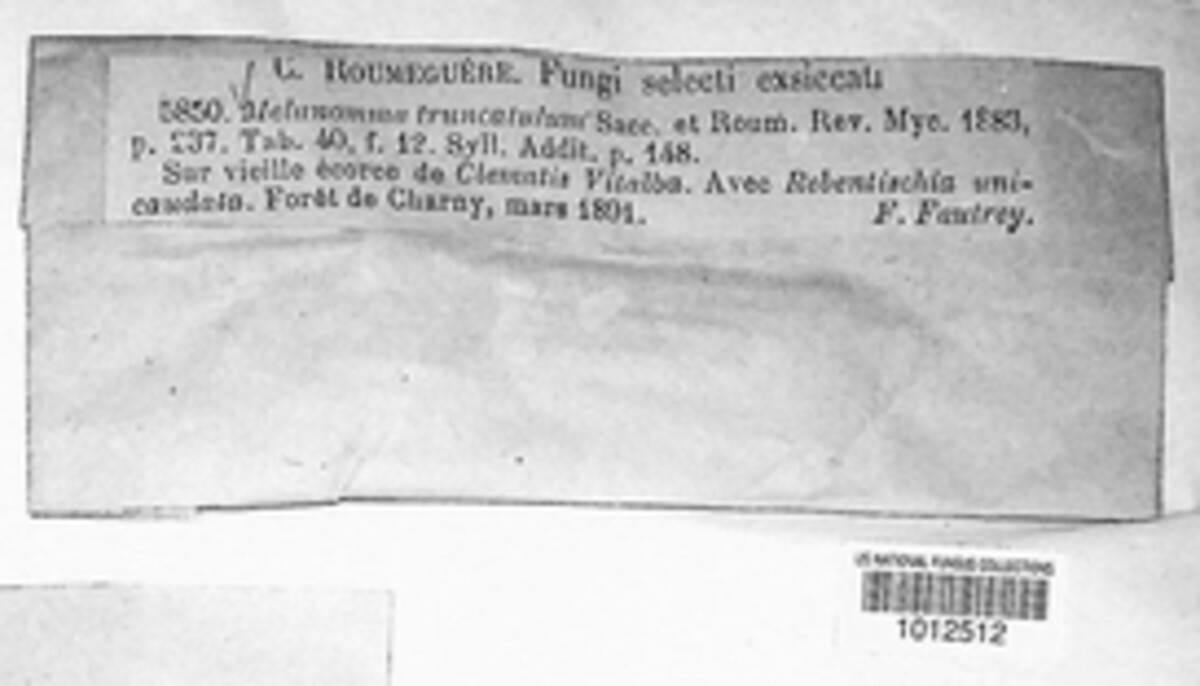 C. ROUMEGUÈRE. Fungi selecti exsiccati
5850. Melanomma truncatulum Sacc. et Roum. Rev. Myc. 1883,
p. 237. Tab. 40, f. 12. Syll. Addit. p. 148.
Sur vieille écorce de Clematis Vitalba. Avec Rebentischia uni-
caudata. Forêt de Charny, mars 1891. F. Fautrey.
US NATIONAL FUNGUS COLLECTIONS
1012512